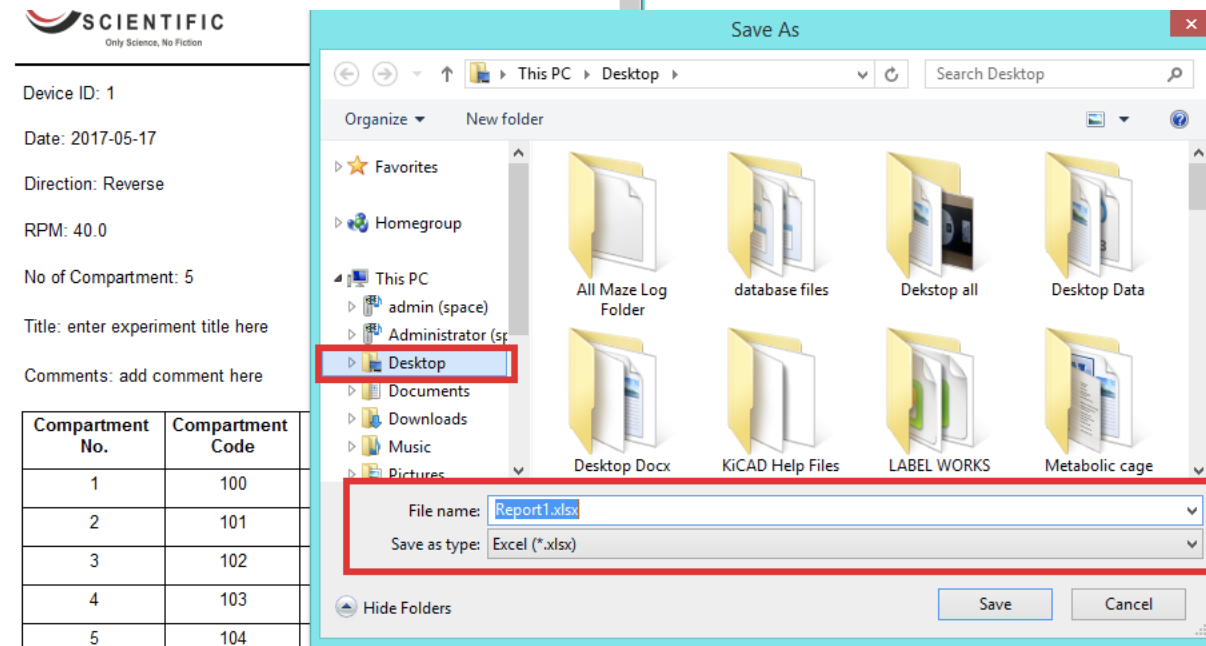 SCIENTIFIC
Only Science, No Fiction
Device ID: 1
Date: 2017-05-17
Direction: Reverse
RPM: 40.0
No of Compartment: 5
Title: enter experiment title here
Comments: add comment here
Compartment No. Compartment Code
1 100
2 101
3 102
4 103
5 104
Save As
This PC Desktop
Search Desktop
Organize New folder
Favorites
Homegroup
This PC
admin (space)
Administrator (sp
Desktop
Documents
Downloads
Music
Pictures
All Maze Log
Folder
database files
Dekstop all
Desktop Data
Desktop Docx
KiCAD Help Files
LABEL WORKS
Metabolic cage
File name: Report1.xlsx
Save as type: Excel (*.xlsx)
Hide Folders
Save Cancel